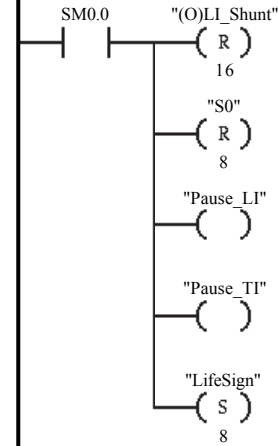 SM0.0 "(O)LI_Shunt"
R
16
"S0"
R
8
"Pause_LI"
"Pause_TI"
"LifeSign"
S
8